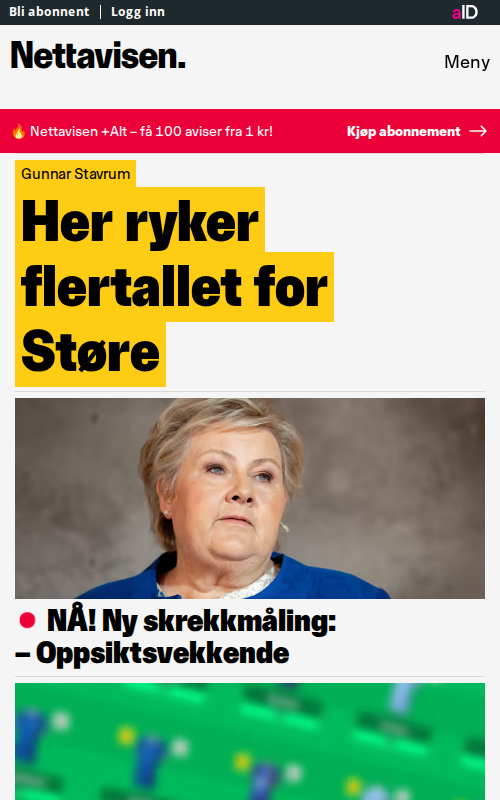 Bli abonnent | Logg inn
aID
Nettavisen.
Meny
🔥 Nettavisen +Alt – få 100 aviser fra 1 kr!
Kjøp abonnement →
Gunnar Stavrum
Her ryker
flertallet for
Støre
NÅ! Ny skrekkmåling:
– Oppsiktsvekkende